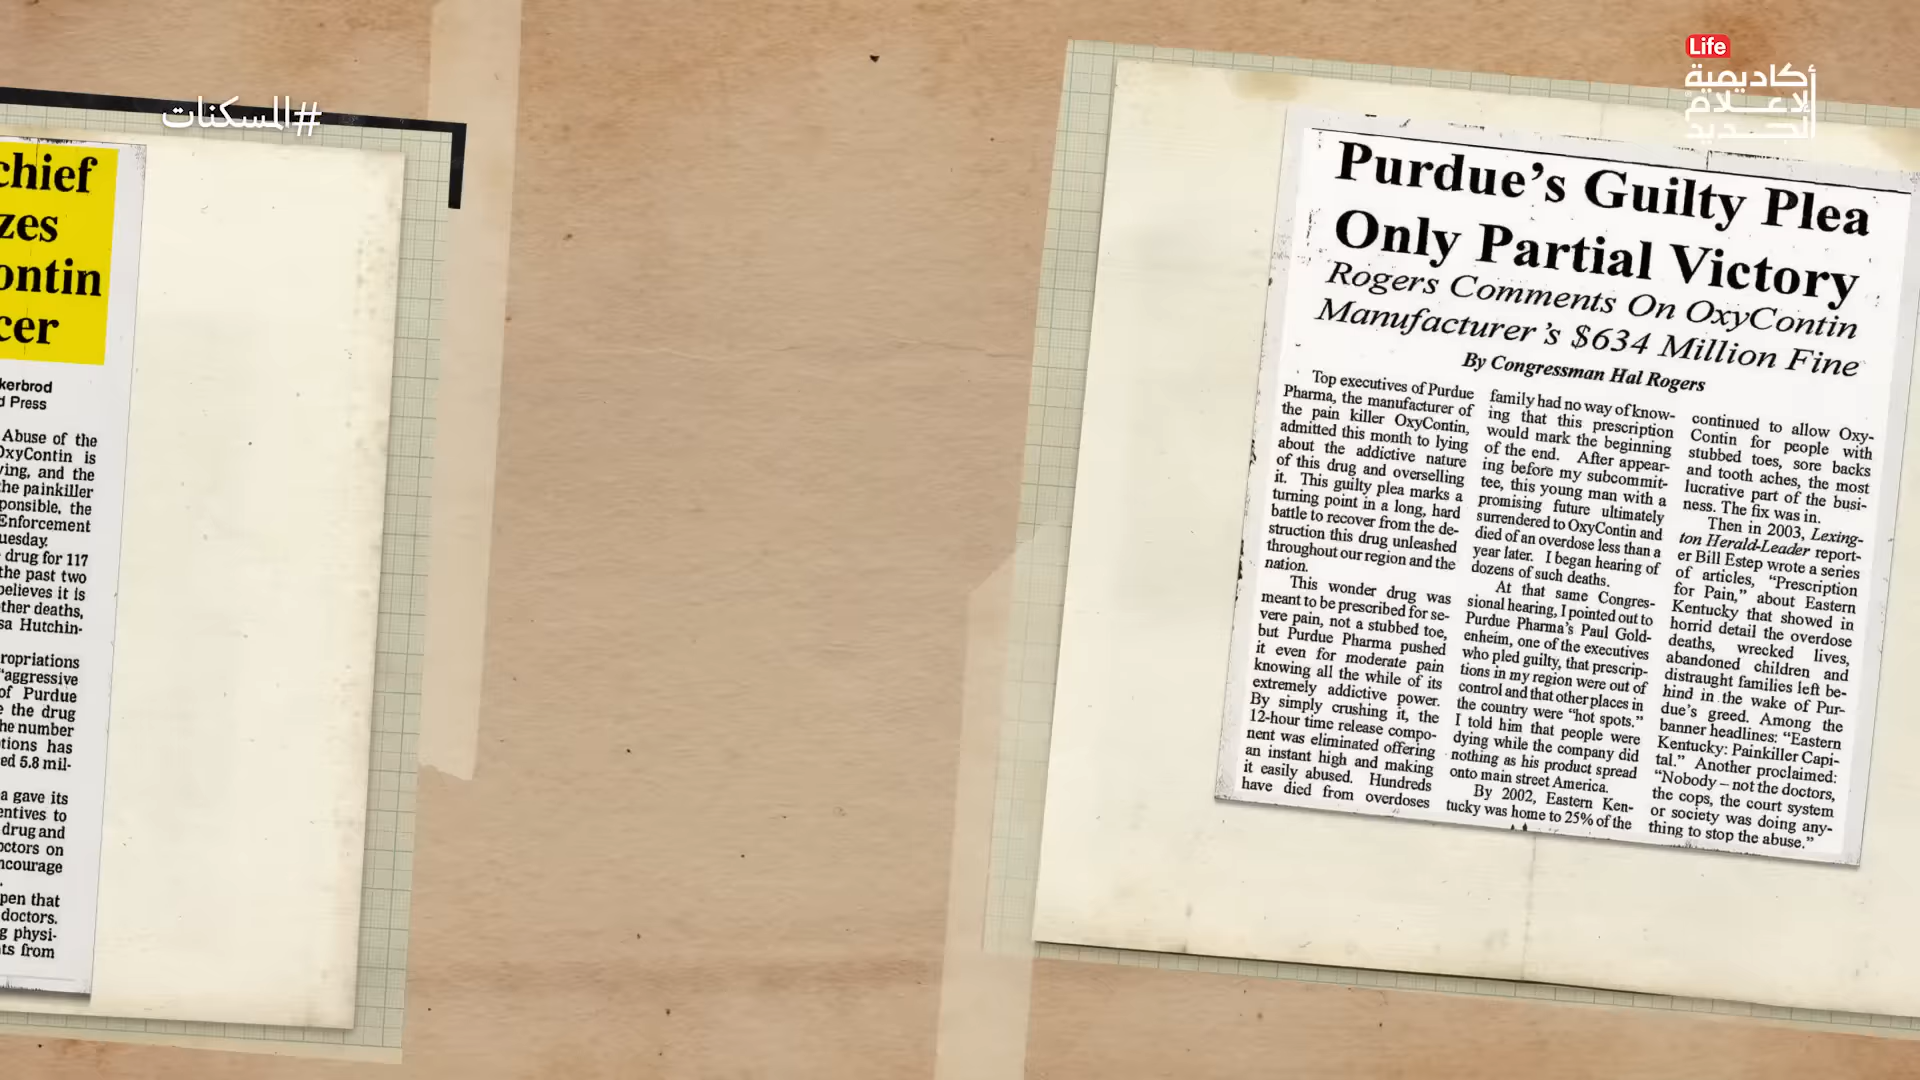 Life
أكاديمية
الإعلام
الجديد
#المسكنات
chief
zes
ontin
cer
kerbrod
d Press
Abuse of the
OxyContin is
ving, and the
the painkiller
ponsible, the
Enforcement
uesday.
drug for 117
the past two
believes it is
ther deaths,
sa Hutchin-
ropriations
"aggressive
of Purdue
e the drug
he number
tions has
ed 5.8 mil-
a gave its
entives to
drug and
octors on
ncourage
pen that
doctors.
g physi-
ts from
Purdue's Guilty Plea
Only Partial Victory
Rogers Comments On OxyContin
Manufacturer's $634 Million Fine
By Congressman Hal Rogers
Top executives of Purdue
Pharma, the manufacturer of
the pain killer OxyContin,
admitted this month to lying
about the addictive nature
of this drug and overselling
it. This guilty plea marks a
turning point in a long, hard
battle to recover from the de-
struction this drug unleashed
throughout our region and the
nation.
This wonder drug was
meant to be prescribed for se-
vere pain, not a stubbed toe,
but Purdue Pharma pushed
it even for moderate pain
knowing all the while of its
extremely addictive power.
By simply crushing it, the
12-hour time release compo-
nent was eliminated offering
an instant high and making
it easily abused. Hundreds
have died from overdoses
family had no way of know-
ing that this prescription
would mark the beginning
of the end. After appear-
ing before my subcommit-
tee, this young man with a
promising future ultimately
surrendered to OxyContin and
died of an overdose less than a
year later. I began hearing of
dozens of such deaths.
At that same Congres-
sional hearing, I pointed out to
Purdue Pharma's Paul Gold-
enheim, one of the executives
who pled guilty, that prescrip-
tions in my region were out of
control and that other places in
the country were "hot spots."
I told him that people were
dying while the company did
nothing as his product spread
onto main street America.
By 2002, Eastern Ken-
tucky was home to 25% of the
continued to allow Oxy-
Contin for people with
stubbed toes, sore backs
and tooth aches, the most
lucrative part of the busi-
ness. The fix was in.
Then in 2003, Lexing-
ton Herald-Leader report-
er Bill Estep wrote a series
of articles, "Prescription
for Pain," about Eastern
Kentucky that showed in
horrid detail the overdose
deaths, wrecked lives,
abandoned children and
distraught families left be-
hind in the wake of Pur-
due's greed. Among the
banner headlines: "Eastern
Kentucky: Painkiller Capi-
tal." Another proclaimed:
"Nobody – not the doctors,
the cops, the court system
or society was doing any-
thing to stop the abuse."